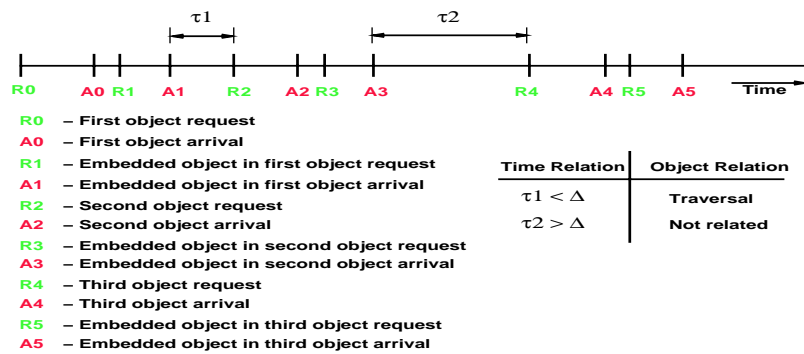 τ1 τ2
R0 A0 R1 A1 R2 A2 R3 A3 R4 A4 R5 A5 Time
R0 – First object request
A0 – First object arrival
R1 – Embedded object in first object request
A1 – Embedded object in first object arrival
R2 – Second object request
A2 – Second object arrival
R3 – Embedded object in second object request
A3 – Embedded object in second object arrival
R4 – Third object request
A4 – Third object arrival
R5 – Embedded object in third object request
A5 – Embedded object in third object arrival
Time Relation Object Relation
τ1 < Δ Traversal
τ2 > Δ Not related